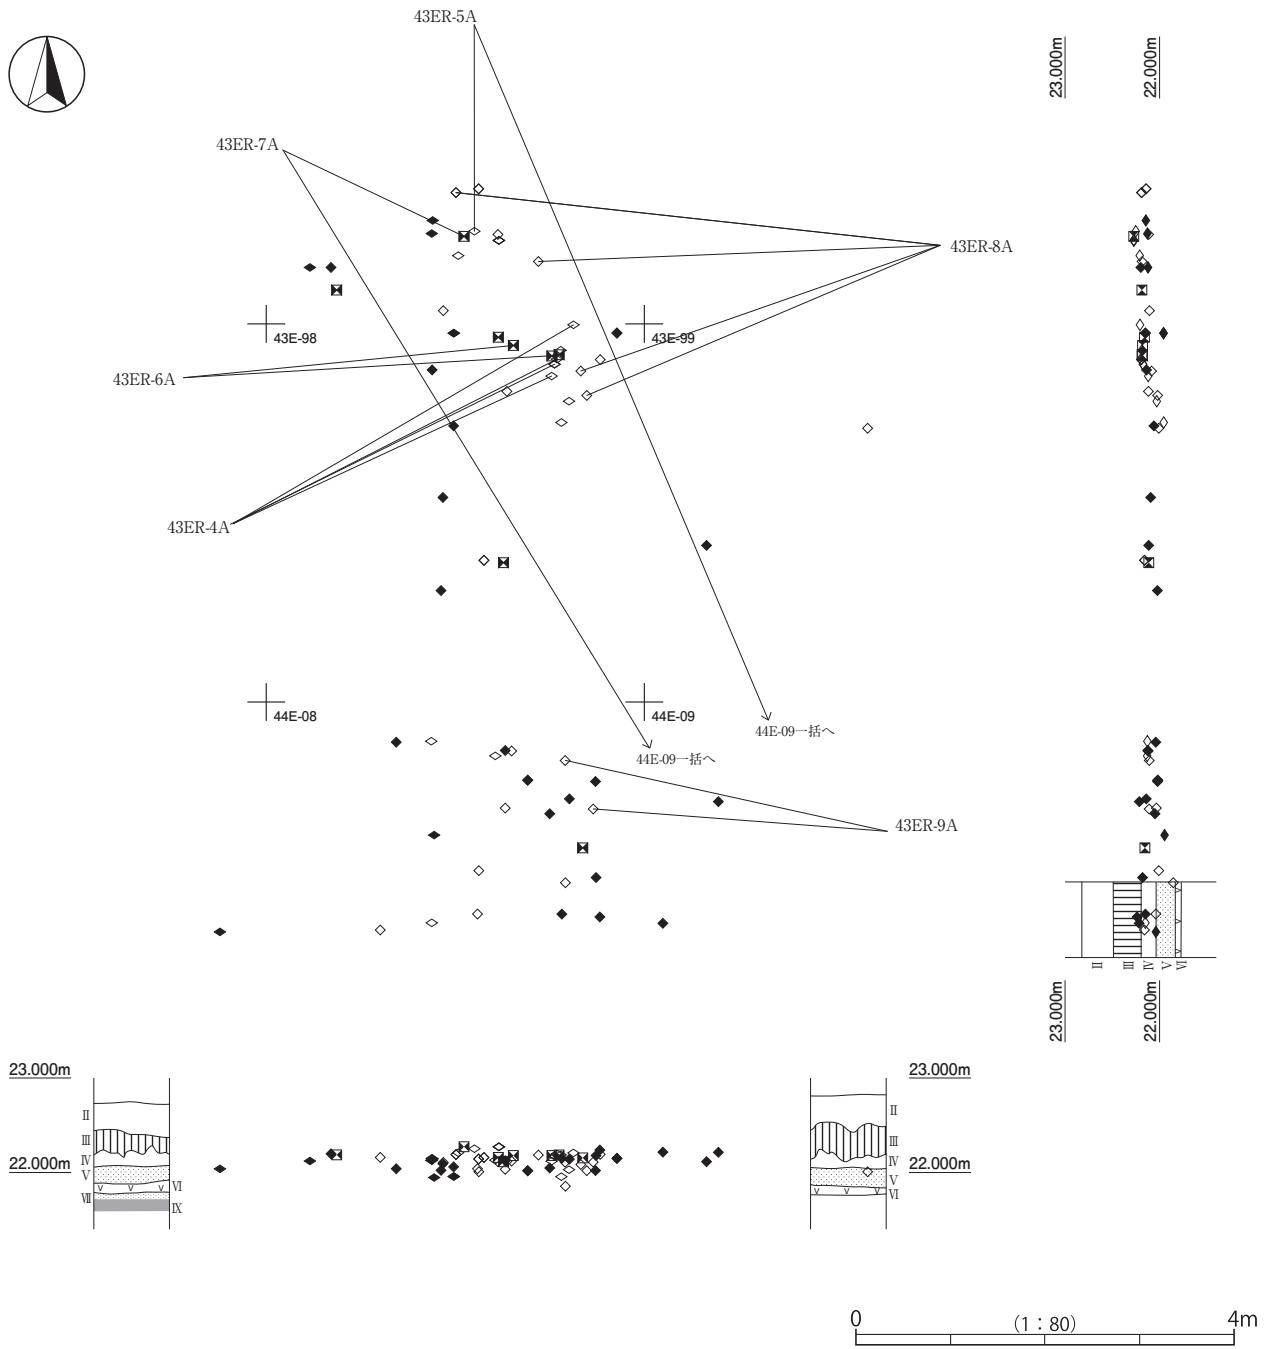 43ER-5A
23.000m
22.000m
43ER-7A
43ER-8A
43E-98
43E-99
43ER-6A
43ER-4A
44E-08
44E-09
44E-09一括へ
44E-09一括へ
43ER-9A
Ⅱ
Ⅲ
Ⅳ
Ⅴ
Ⅵ
23.000m
22.000m
23.000m
Ⅱ
Ⅲ
Ⅳ
22.000m
Ⅴ
Ⅵ
Ⅶ
Ⅸ
23.000m
Ⅱ
Ⅲ
Ⅳ
22.000m
Ⅴ
Ⅵ
0
(1：80)
4m